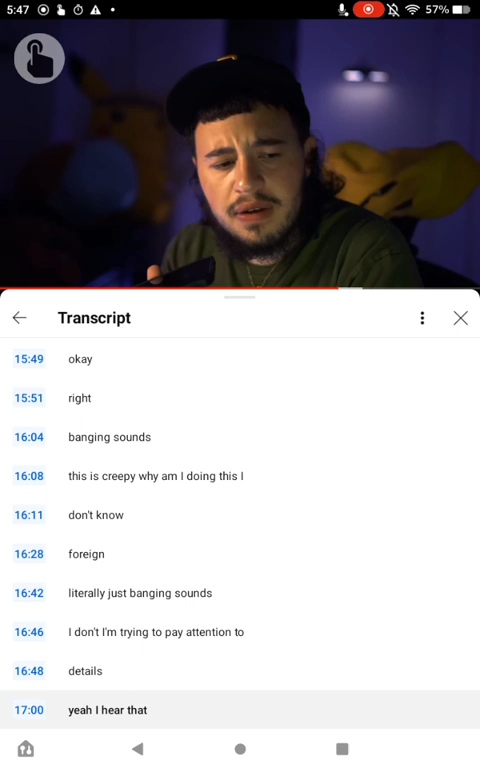 5:47
57%
Transcript
15:49 okay
15:51 right
16:04 banging sounds
16:08 this is creepy why am I doing this I
16:11 don't know
16:28 foreign
16:42 literally just banging sounds
16:46 I don't I'm trying to pay attention to
16:48 details
17:00 yeah I hear that